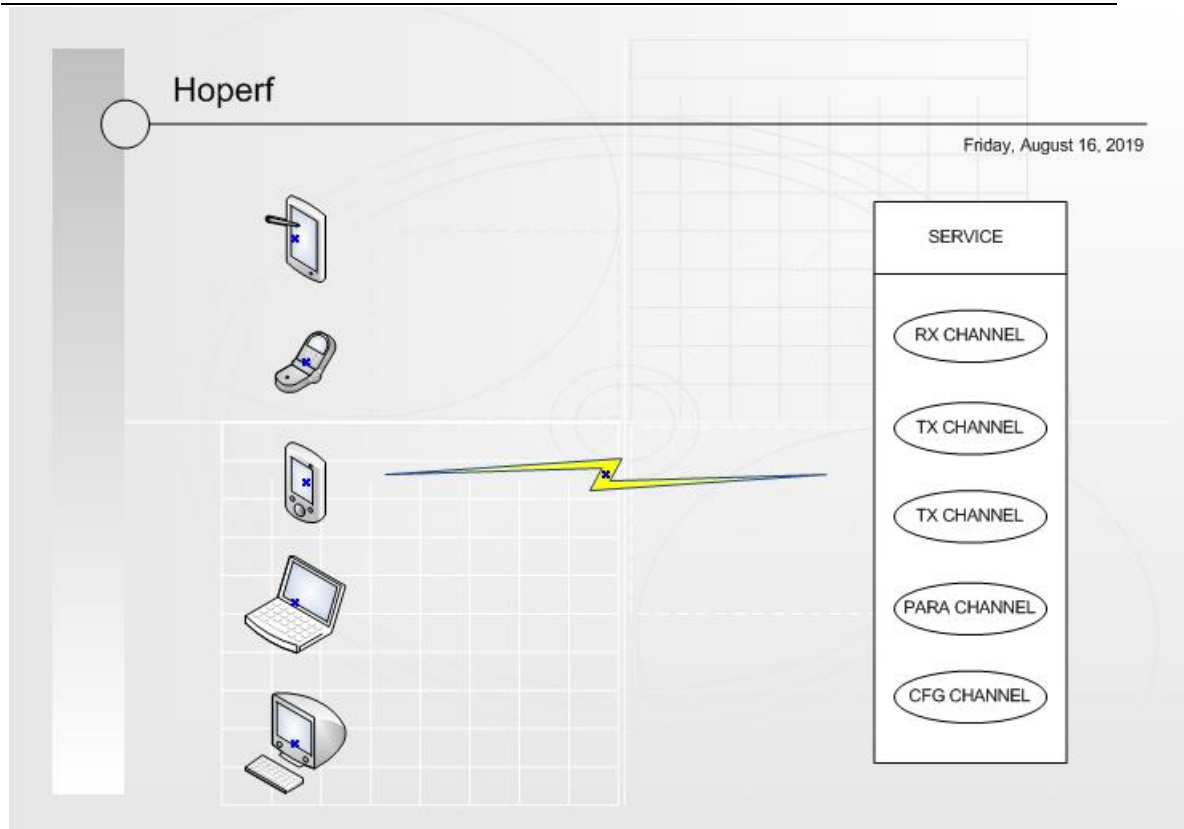 Hoperf
Friday, August 16, 2019
SERVICE
RX CHANNEL
TX CHANNEL
TX CHANNEL
PARA CHANNEL
CFG CHANNEL